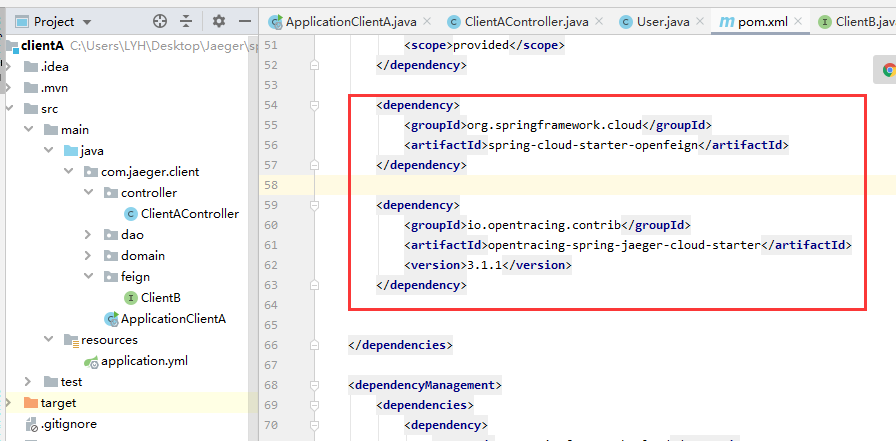 Project
ApplicationClientA.java
ClientAController.java
User.java
pom.xml
ClientB.jav
clientA C:\Users\LYH\Desktop\Jaeger\sp
.idea
.mvn
src
main
java
com.jaeger.client
controller
ClientAController
dao
domain
feign
ClientB
ApplicationClientA
resources
application.yml
test
target
.gitignore
51 <scope>provided</scope>
52 </dependency>
53
54 <dependency>
55 <groupId>org.springframework.cloud</groupId>
56 <artifactId>spring-cloud-starter-openfeign</artifactId>
57 </dependency>
58
59 <dependency>
60 <groupId>io.opentracing.contrib</groupId>
61 <artifactId>opentracing-spring-jaeger-cloud-starter</artifactId>
62 <version>3.1.1</version>
63 </dependency>
64
65
66 </dependencies>
67
68 <dependencyManagement>
69 <dependencies>
70 <dependency>